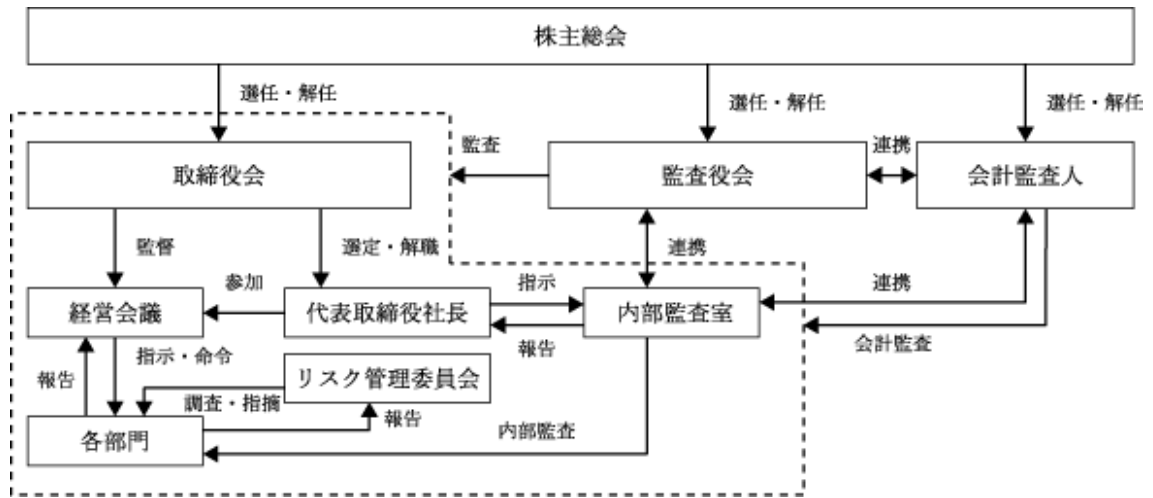 株主総会
選任・解任
選任・解任
選任・解任
取締役会
監査
監査役会
連携
会計監査人
監督
選定・解職
連携
経営会議
参加
代表取締役社長
指示
報告
内部監査室
連携
会計監査
報告
指示・命令
リスク管理委員会
調査・指摘
報告
内部監査
各部門